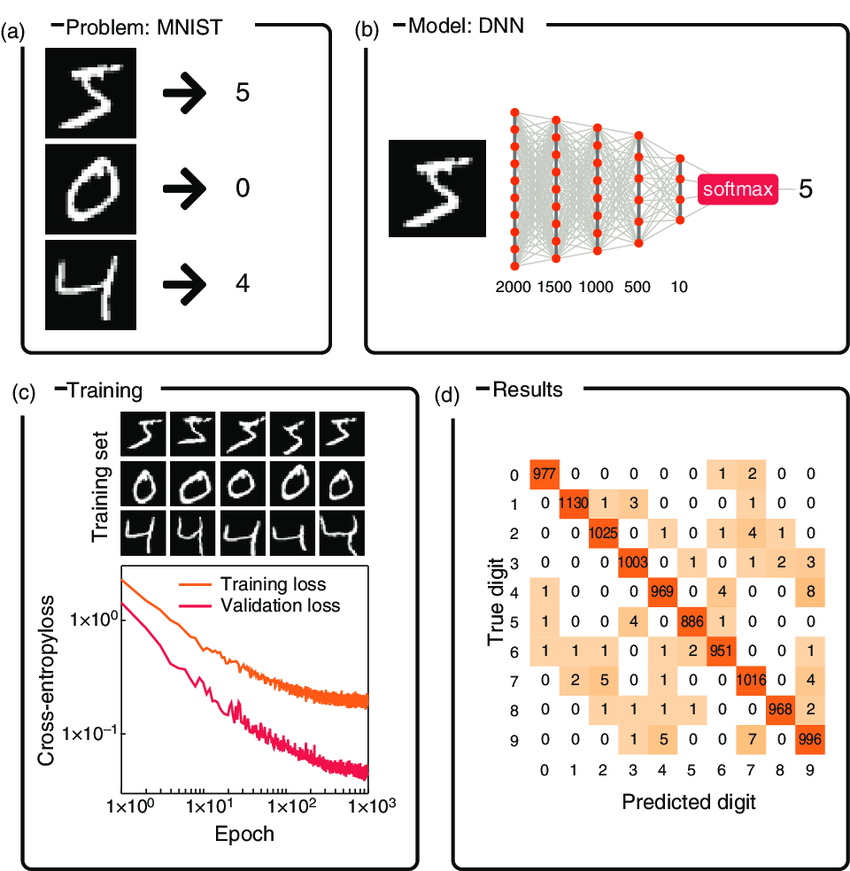 (a) Problem: MNIST
5
0
4
(b) Model: DNN
softmax 5
2000 1500 1000 500 10
(c) Training
Training set
Training loss
Validation loss
Cross-entropyloss
1×10⁰
1×10⁻¹
1×10⁰ 1×10¹ 1×10² 1×10³
Epoch
(d) Results
True digit
0 977 0 0 0 0 0 1 2 0 0
1 0 1130 1 3 0 0 0 1 0 0
2 0 0 1025 0 1 0 1 4 1 0
3 0 0 0 1003 0 1 0 1 2 3
4 1 0 0 0 969 0 4 0 0 8
5 1 0 0 4 0 886 1 0 0 0
6 1 1 1 0 1 2 951 0 0 1
7 0 2 5 0 1 0 0 1016 0 4
8 0 0 1 1 1 1 0 0 968 2
9 0 0 0 1 5 0 0 7 0 996
0 1 2 3 4 5 6 7 8 9
Predicted digit